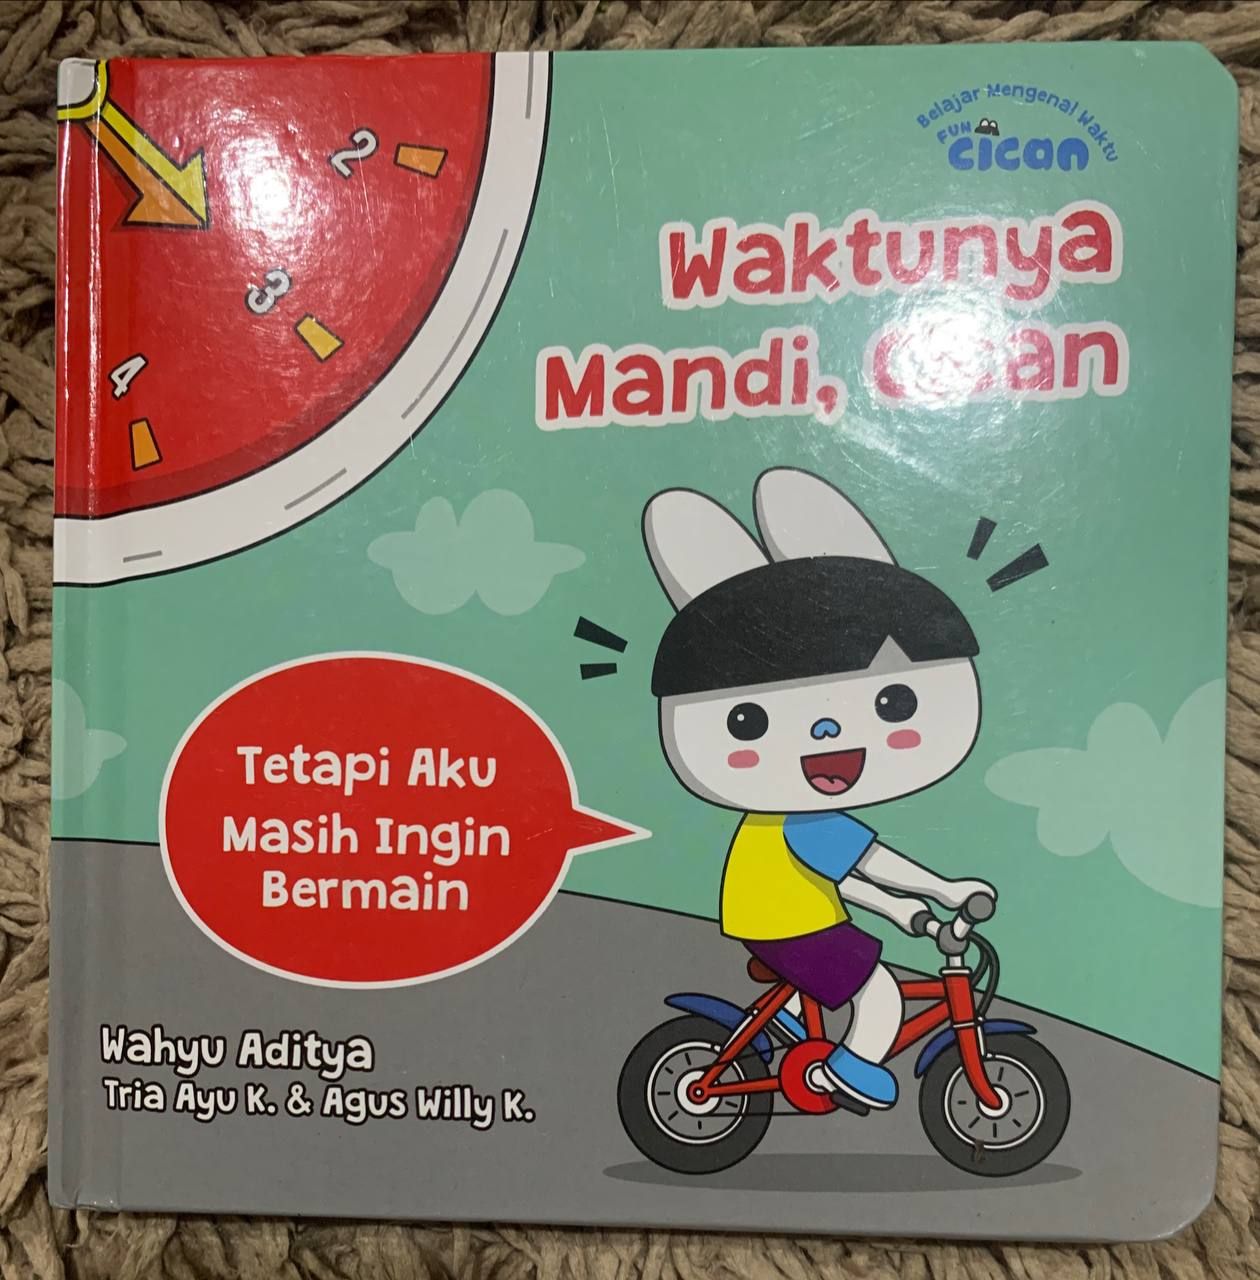 Belajar Mengenal Waktu
FUN
cican
Waktunya
Mandi, Cican
2
3
4
Tetapi Aku
Masih Ingin
Bermain
Wahyu Aditya
Tria Ayu K. & Agus Willy K.